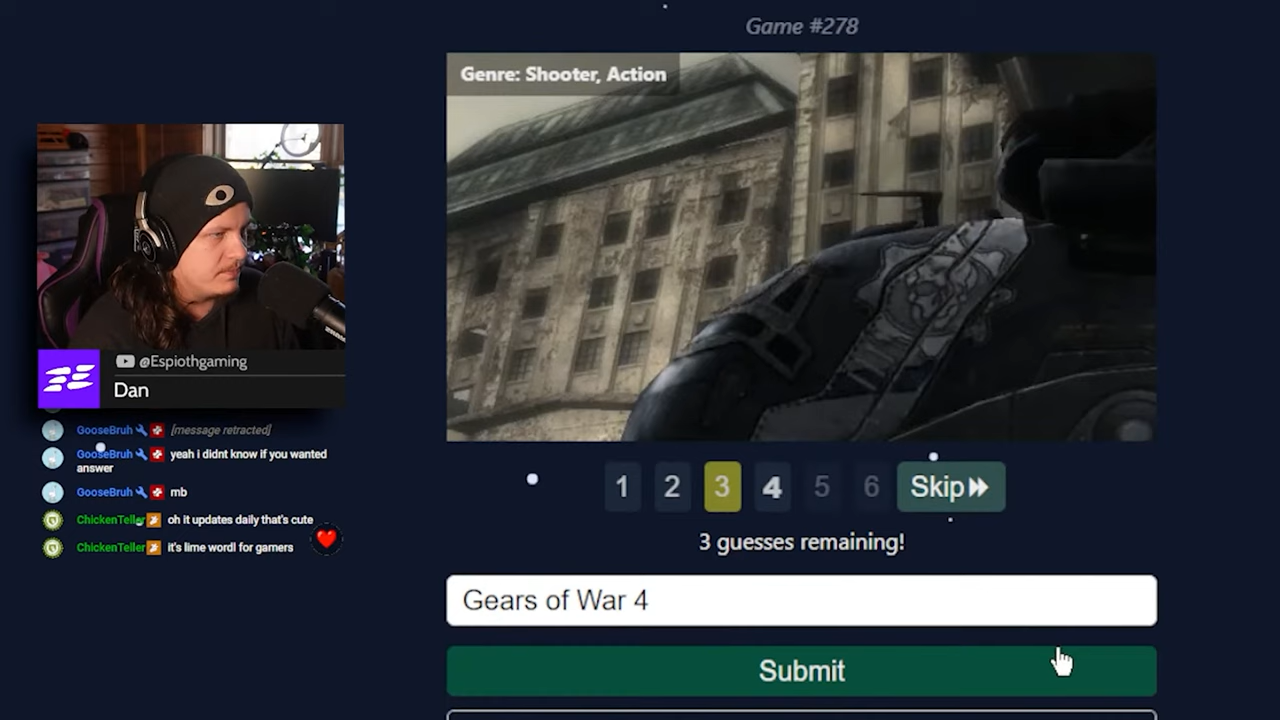 Game #278
Genre: Shooter, Action
@Espiothgaming
Dan
GooseBruh [message retracted]
GooseBruh yeah i didnt know if you wanted
answer
GooseBruh mb
ChickenTeller oh it updates daily that's cute
ChickenTeller it's lime wordl for gamers
1 2 3 4 5 6 Skip
3 guesses remaining!
Gears of War 4
Submit